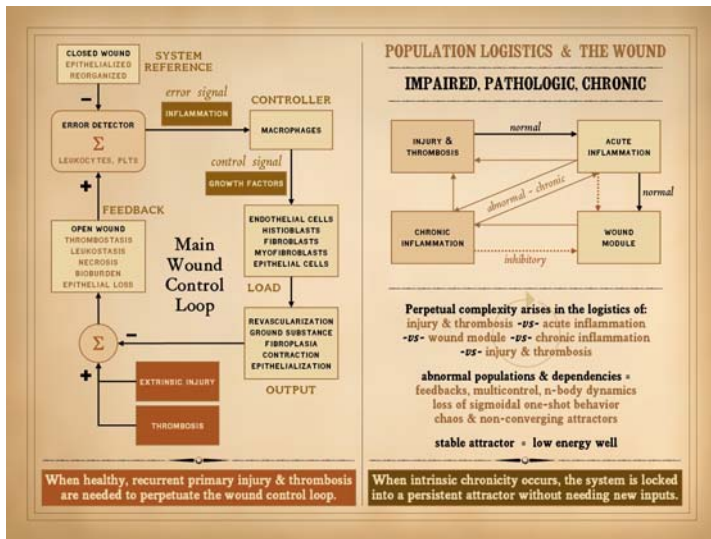 CLOSED WOUND
EPITHELIALIZED
REORGANIZED
SYSTEM
REFERENCE
–
ERROR DETECTOR
Σ
LEUKOCYTES, PLTS
+
error signal
INFLAMMATION
CONTROLLER
MACROPHAGES
control signal
GROWTH FACTORS
FEEDBACK
OPEN WOUND
THROMBOSTASIS
LEUKOSTASIS
NECROSIS
BIOBURDEN
EPITHELIAL LOSS
Main
Wound
Control
Loop
ENDOTHELIAL CELLS
HISTIOBLASTS
FIBROBLASTS
MYOFIBROBLASTS
EPITHELIAL CELLS
LOAD
REVASCULARIZATION
GROUND SUBSTANCE
FIBROPLASIA
CONTRACTION
EPITHELIALIZATION
OUTPUT
Σ
–
+
EXTRINSIC INJURY
THROMBOSIS
When healthy, recurrent primary injury & thrombosis
are needed to perpetuate the wound control loop.
POPULATION LOGISTICS & THE WOUND
IMPAIRED, PATHOLOGIC, CHRONIC
INJURY &
THROMBOSIS
normal
ACUTE
INFLAMMATION
abnormal - chronic
normal
CHRONIC
INFLAMMATION
inhibitory
WOUND
MODULE
Perpetual complexity arises in the logistics of:
injury & thrombosis -vs- acute inflammation
-vs- wound module -vs- chronic inflammation
-vs- injury & thrombosis
abnormal populations & dependencies =
feedbacks, multicontrol, n-body dynamics
loss of sigmoidal one-shot behavior
chaos & non-converging attractors
stable attractor = low energy well
When intrinsic chronicity occurs, the system is locked
into a persistent attractor without needing new inputs.